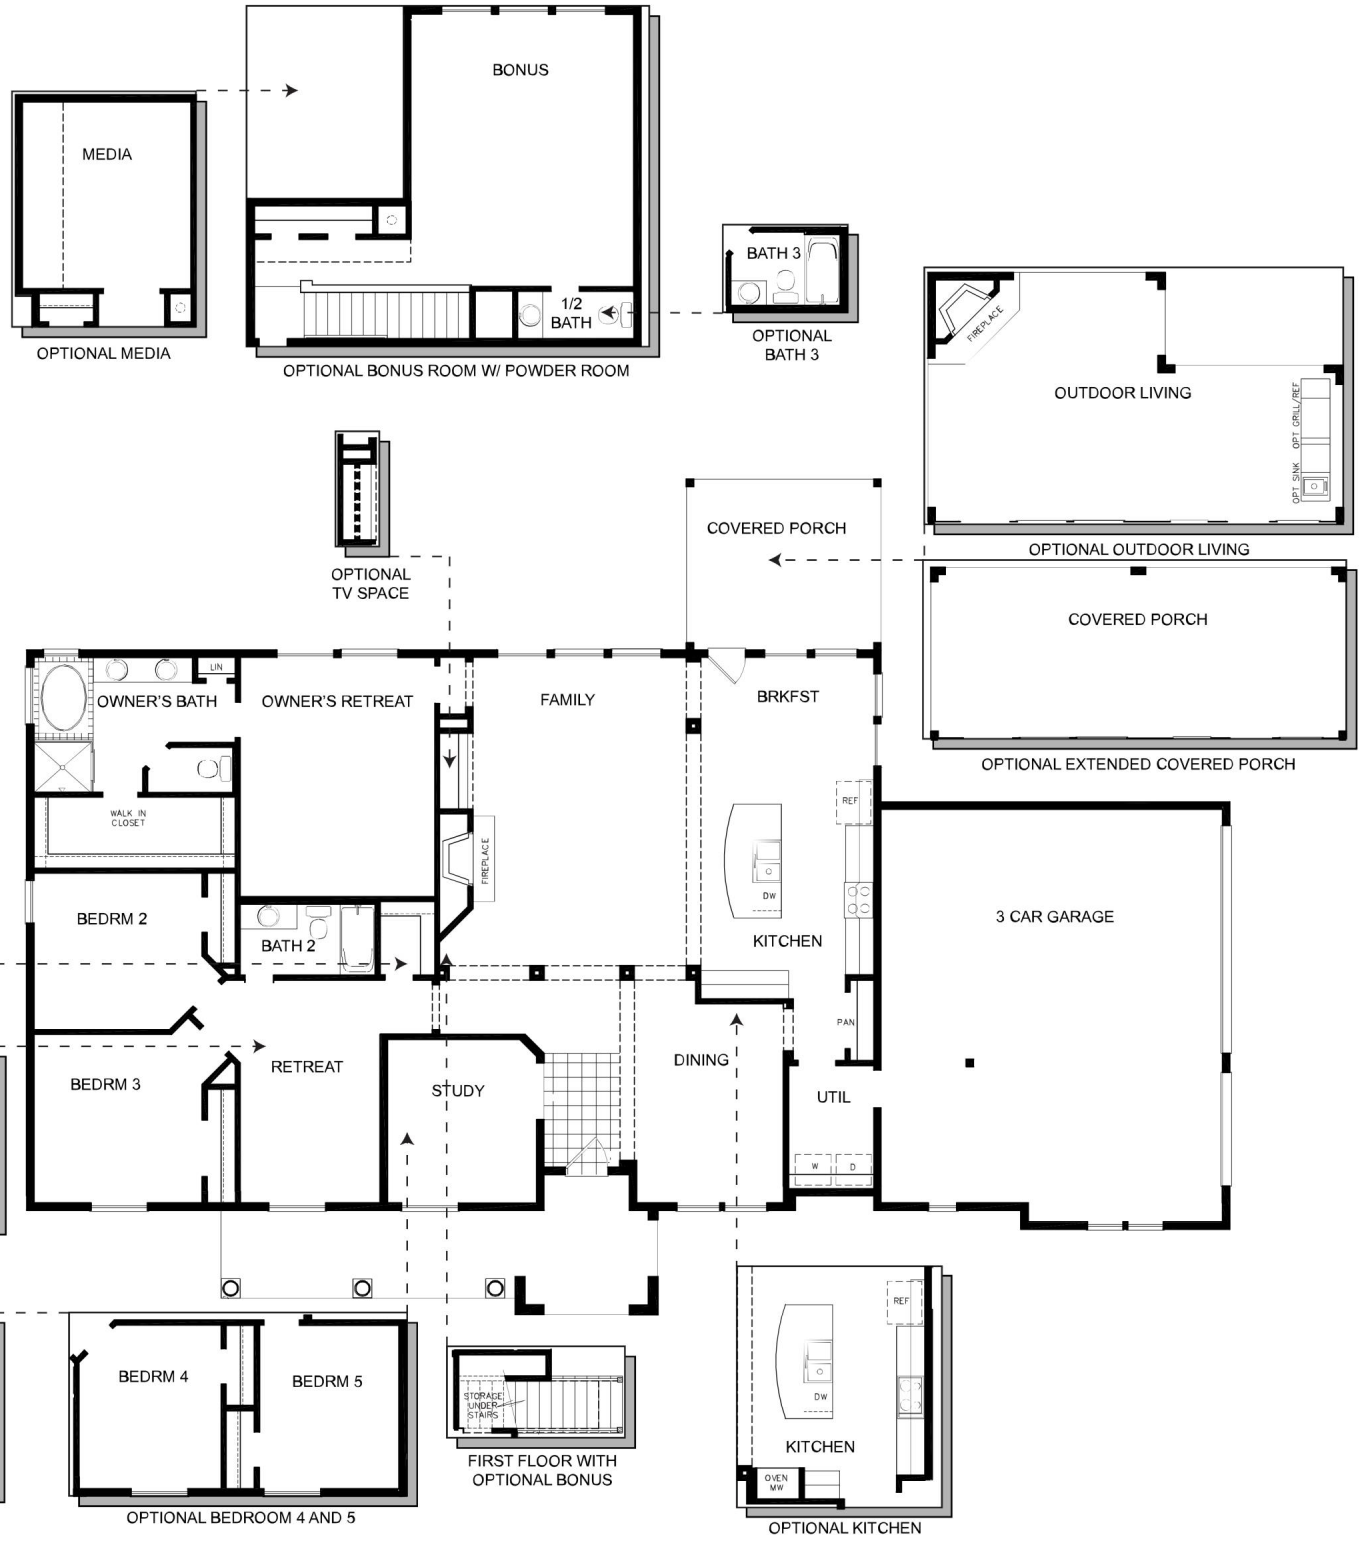 BONUS
MEDIA
OPTIONAL MEDIA
1/2
BATH
OPTIONAL BONUS ROOM W/ POWDER ROOM
BATH 3
OPTIONAL
BATH 3
FIREPLACE
OUTDOOR LIVING
OPT GRILL/REF
OPT SINK
OPTIONAL OUTDOOR LIVING
OPTIONAL
TV SPACE
COVERED PORCH
COVERED PORCH
OPTIONAL EXTENDED COVERED PORCH
LIN
OWNER'S BATH
OWNER'S RETREAT
FAMILY
BRKFST
WALK IN
CLOSET
REF
FIREPLACE
DW
KITCHEN
BEDRM 2
BATH 2
3 CAR GARAGE
PAN
RETREAT
DINING
BEDRM 3
STUDY
UTIL
W
D
BEDRM 4
BEDRM 5
OPTIONAL BEDROOM 4 AND 5
STORAGE
UNDER
STAIRS
FIRST FLOOR WITH
OPTIONAL BONUS
REF
DW
KITCHEN
OVEN
MW
OPTIONAL KITCHEN